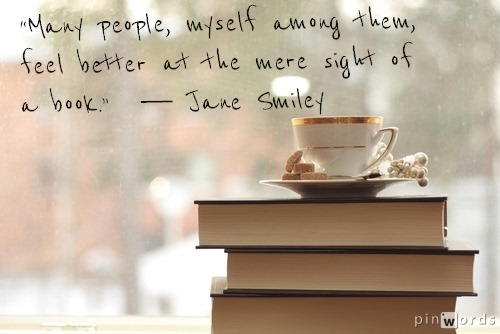 "Many people, myself among them,
feel better at the mere sight of
a book." — Jane Smiley
pinwords